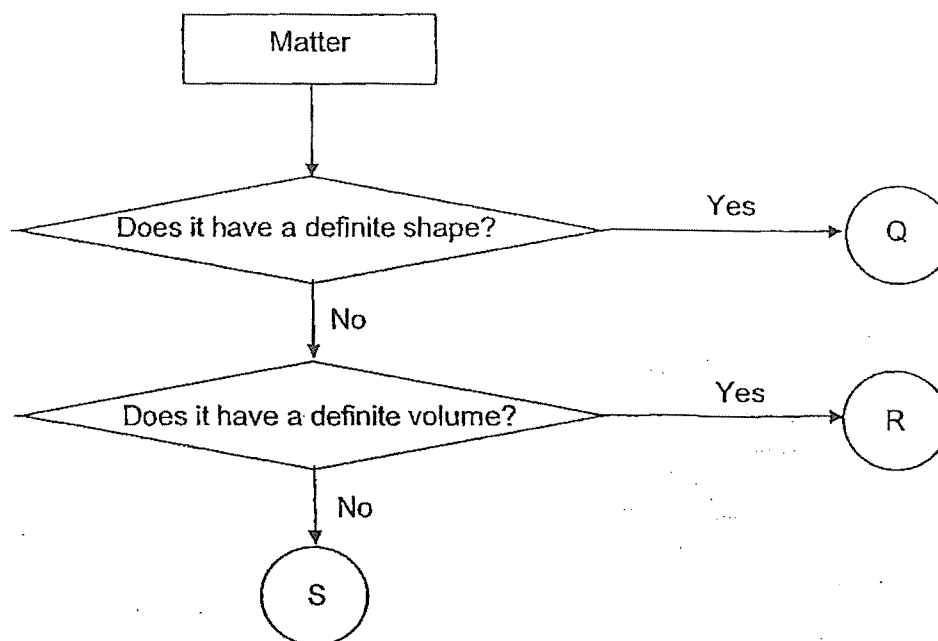 Matter
Does it have a definite shape?
Yes
Q
No
Does it have a definite volume?
Yes
R
No
S